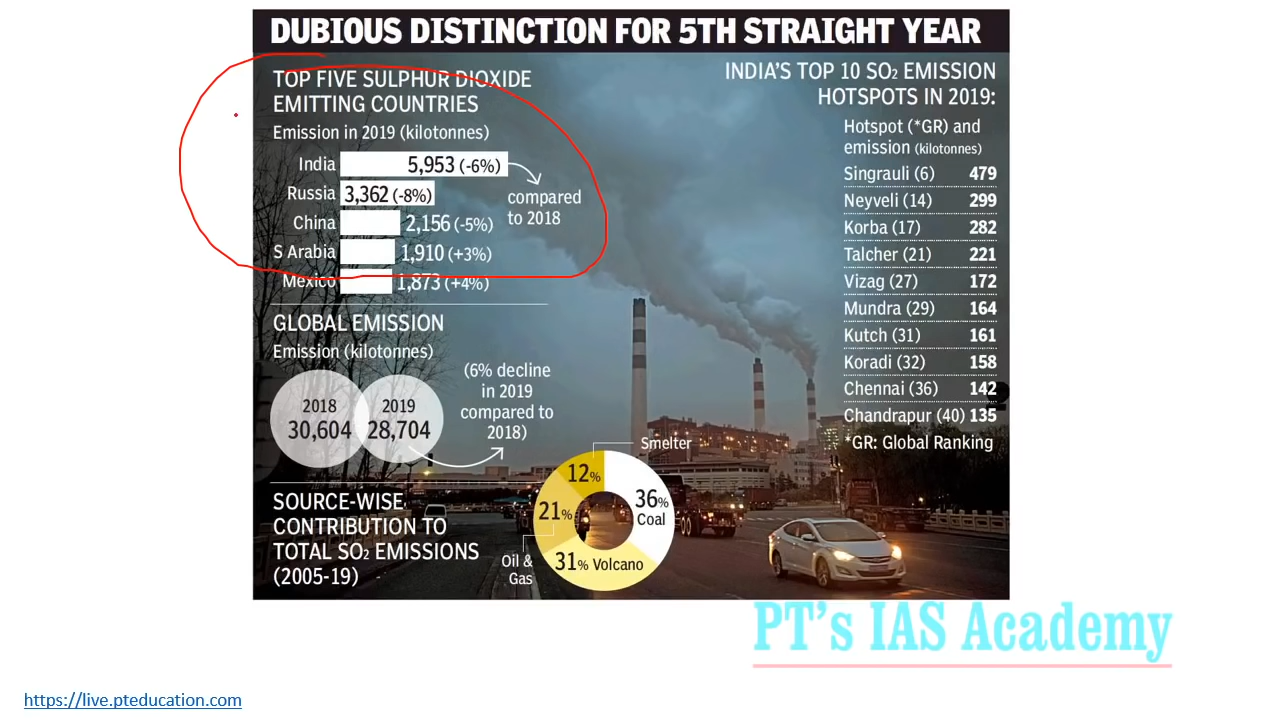 DUBIOUS DISTINCTION FOR 5TH STRAIGHT YEAR
TOP FIVE SULPHUR DIOXIDE
EMITTING COUNTRIES
Emission in 2019 (kilotonnes)
India 5,953 (-6%)
Russia 3,362 (-8%)
China 2,156 (-5%)
S Arabia 1,910 (+3%)
Mexico 1,873 (+4%)
compared
to 2018
GLOBAL EMISSION
Emission (kilotonnes)
2018
30,604
2019
28,704
(6% decline
in 2019
compared to
2018)
SOURCE-WISE
CONTRIBUTION TO
TOTAL SO₂ EMISSIONS
(2005-19)
Smelter
12%
36%
Coal
21%
Oil &
Gas
31% Volcano
INDIA'S TOP 10 SO₂ EMISSION
HOTSPOTS IN 2019:
Hotspot (*GR) and
emission (kilotonnes)
Singrauli (6) 479
Neyveli (14) 299
Korba (17) 282
Talcher (21) 221
Vizag (27) 172
Mundra (29) 164
Kutch (31) 161
Koradi (32) 158
Chennai (36) 142
Chandrapur (40) 135
*GR: Global Ranking
PT's IAS Academy
https://live.pteducation.com